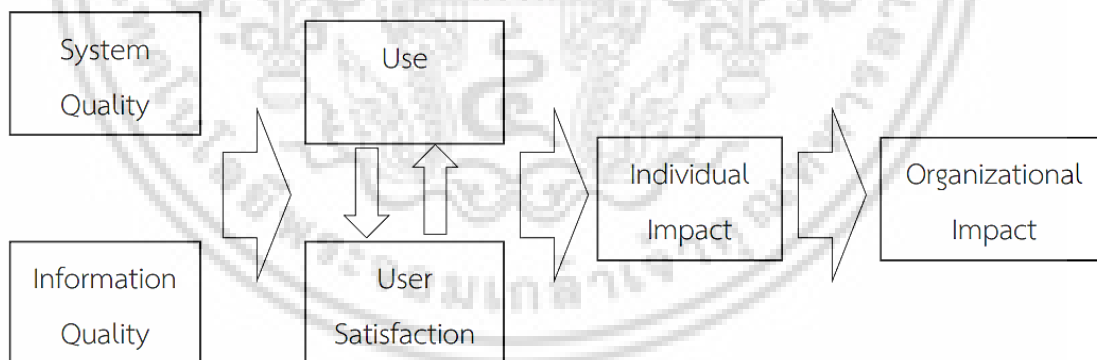 System
Quality
Use
Individual
Impact
Organizational
Impact
Information
Quality
User
Satisfaction